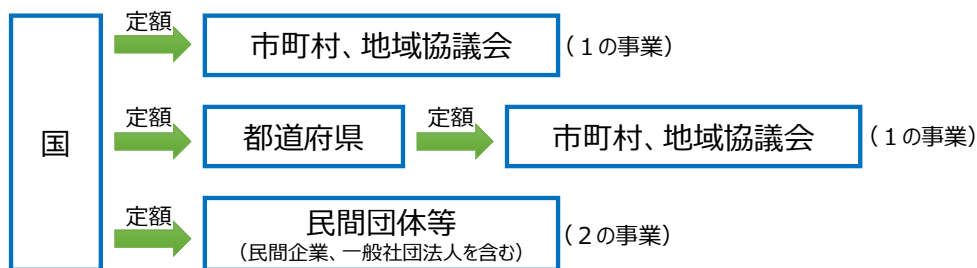 国
定額
市町村、地域協議会
(1の事業)
定額
都道府県
定額
市町村、地域協議会
(1の事業)
定額
民間団体等
(民間企業、一般社団法人を含む)
(2の事業)